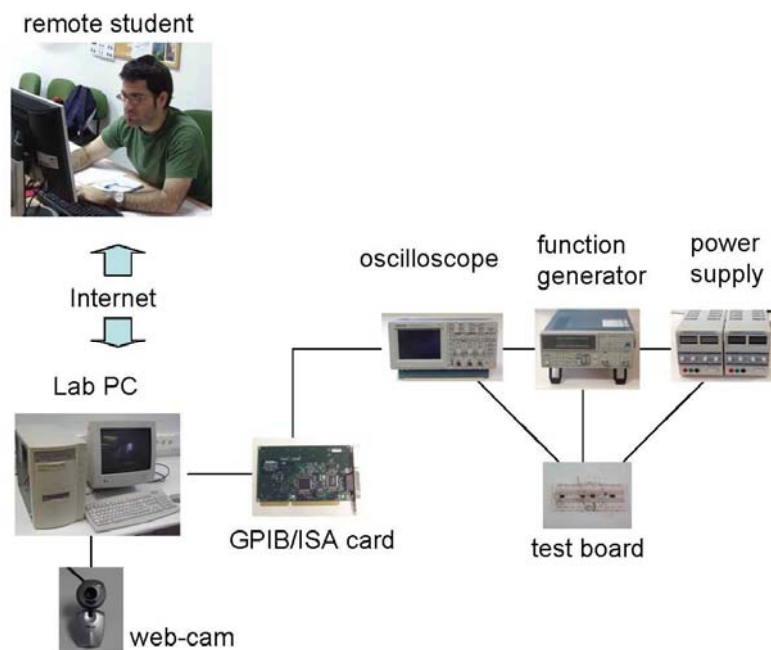 remote student
Internet
Lab PC
oscilloscope
function
generator
power
supply
GPIB/ISA card
test board
web-cam